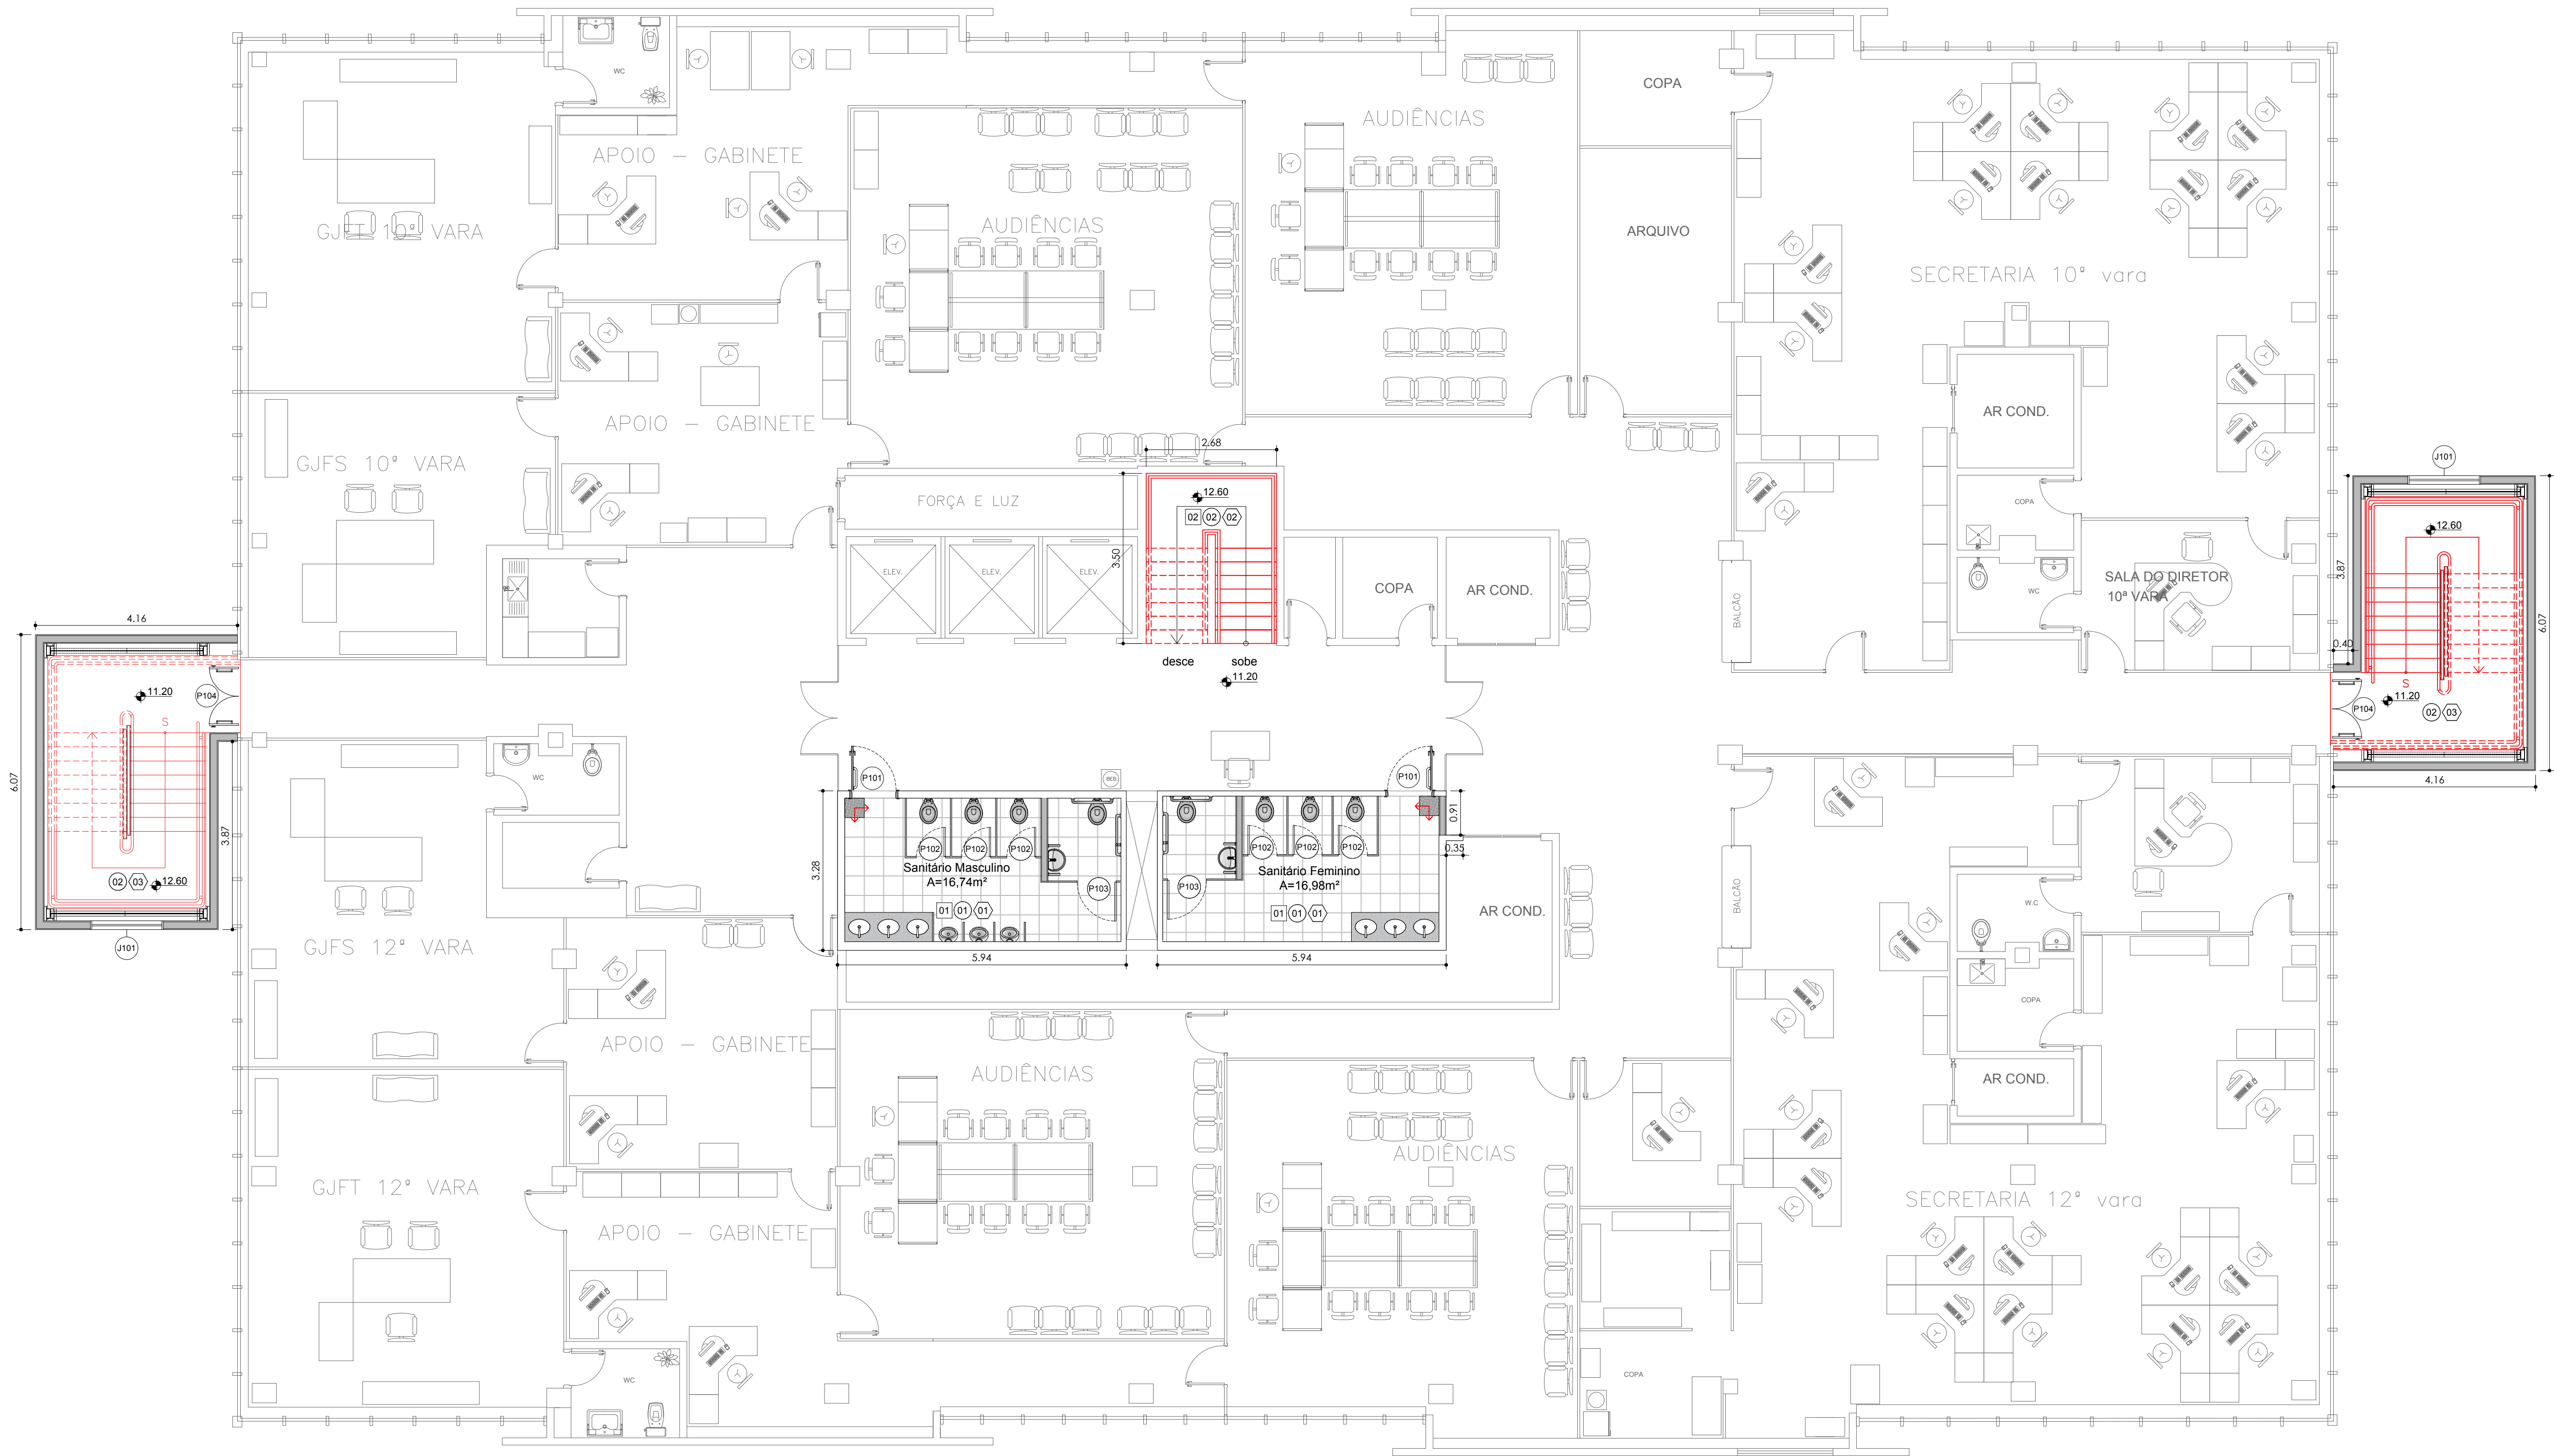 WC
COPA
AUDIÊNCIAS
APOIO – GABINETE
GJFT 10ª VARA
AUDIÊNCIAS
ARQUIVO
SECRETARIA 10ª vara
AR COND.
APOIO – GABINETE
GJFS 10ª VARA
2.68
J101
FORÇA E LUZ
12.60
02 02 02
3.50
COPA
12.60
ELEV.
ELEV.
ELEV.
COPA
AR COND.
WC
SALA DO DIRETOR
10ª VARA
BALCÃO
3.87
6.07
0.40
4.16
desce
sobe
11.20
11.20
P104
S
S
11.20
P104
02 03
4.16
6.07
3.87
02 03
12.60
J101
WC
P101
BEB.
P101
3.28
0.91
0.35
P102
P102
P102
P102
P102
P102
Sanitário Masculino
A=16,74m²
P103
P103
Sanitário Feminino
A=16,98m²
01 01 01
01 01 01
5.94
5.94
AR COND.
BALCÃO
W.C
COPA
AR COND.
GJFS 12ª VARA
APOIO – GABINETE
AUDIÊNCIAS
AUDIÊNCIAS
GJFT 12ª VARA
SECRETARIA 12ª vara
APOIO – GABINETE
WC
COPA